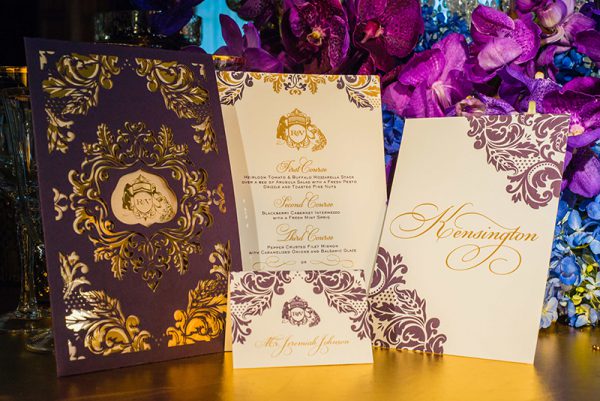 First Course
Heirloom Tomato & Buffalo Mozzarella Stack
over a bed of Arugula Salad with a Fresh Pesto
Drizzle and Toasted Pine Nuts
Second Course
Blackberry Cabernet Intermezzo
with a Fresh Mint Sprig
Third Course
Pepper Crusted Filet Mignon
with Caramelized Onions and Balsamic Glaze
or
Mr. Jeremiah Johnson
Kensington